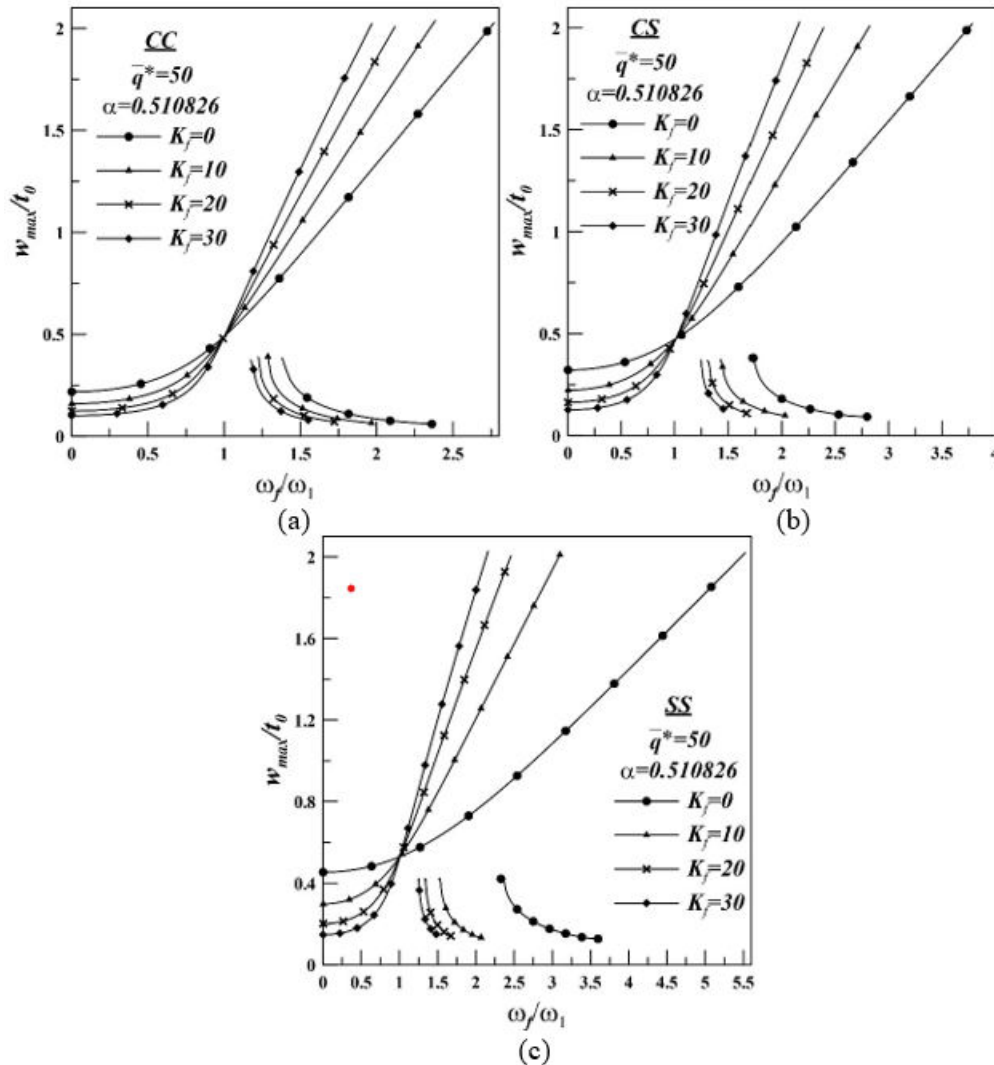 2
CC
q̄*=50
α=0.510826
K_f=0
K_f=10
K_f=20
K_f=30
1.5
1
0.5
0
w_max/t_0
0 0.5 1 1.5 2 2.5
ω_f/ω_1
(a)
2
CS
q̄*=50
α=0.510826
K_f=0
K_f=10
K_f=20
K_f=30
1.5
1
0.5
0
w_max/t_0
0 0.5 1 1.5 2 2.5 3 3.5 4
ω_f/ω_1
(b)
2
1.6
1.2
0.8
0.4
0
w_max/t_0
SS
q̄*=50
α=0.510826
K_f=0
K_f=10
K_f=20
K_f=30
0 0.5 1 1.5 2 2.5 3 3.5 4 4.5 5 5.5
ω_f/ω_1
(c)